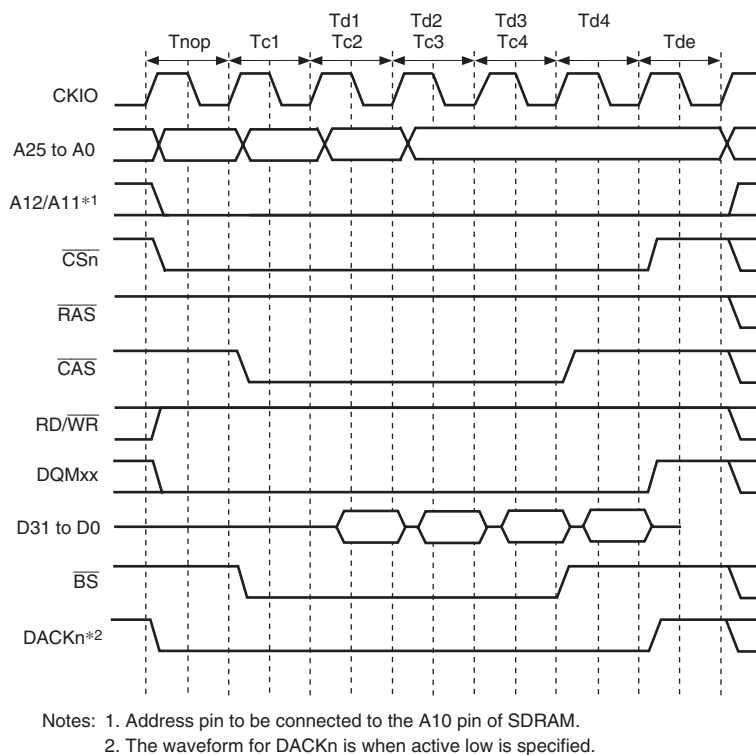 Td1 Td2 Td3 Td4
Tnop Tc1 Tc2 Tc3 Tc4 Tde
CKIO
A25 to A0
A12/A11*1
CSn
RAS
CAS
RD/WR
DQMxx
D31 to D0
BS
DACKn*2
Notes: 1. Address pin to be connected to the A10 pin of SDRAM.
2. The waveform for DACKn is when active low is specified.